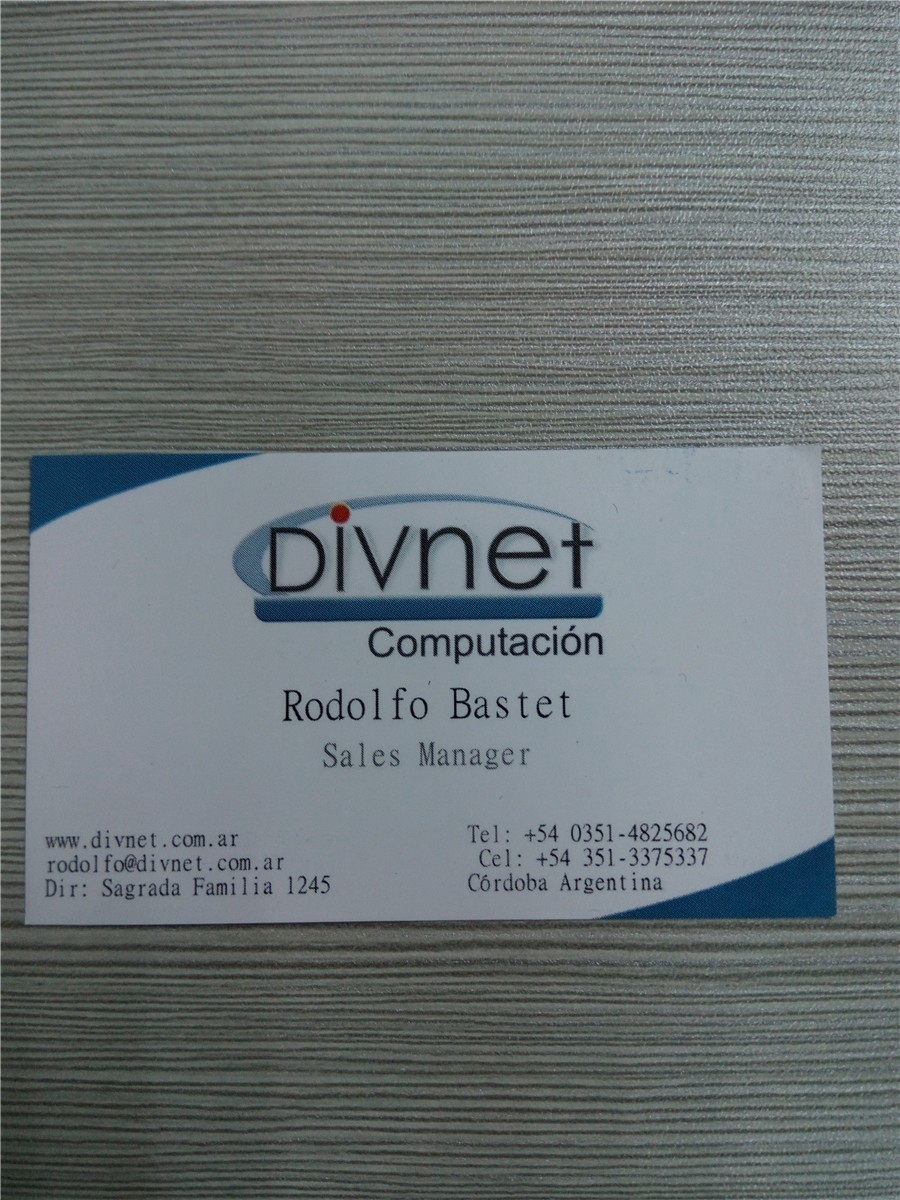 Divnet
Computación
Rodolfo Bastet
Sales Manager
www.divnet.com.ar
rodolfo@divnet.com.ar
Dir: Sagrada Familia 1245
Tel: +54 0351-4825682
Cel: +54 351-3375337
Córdoba Argentina